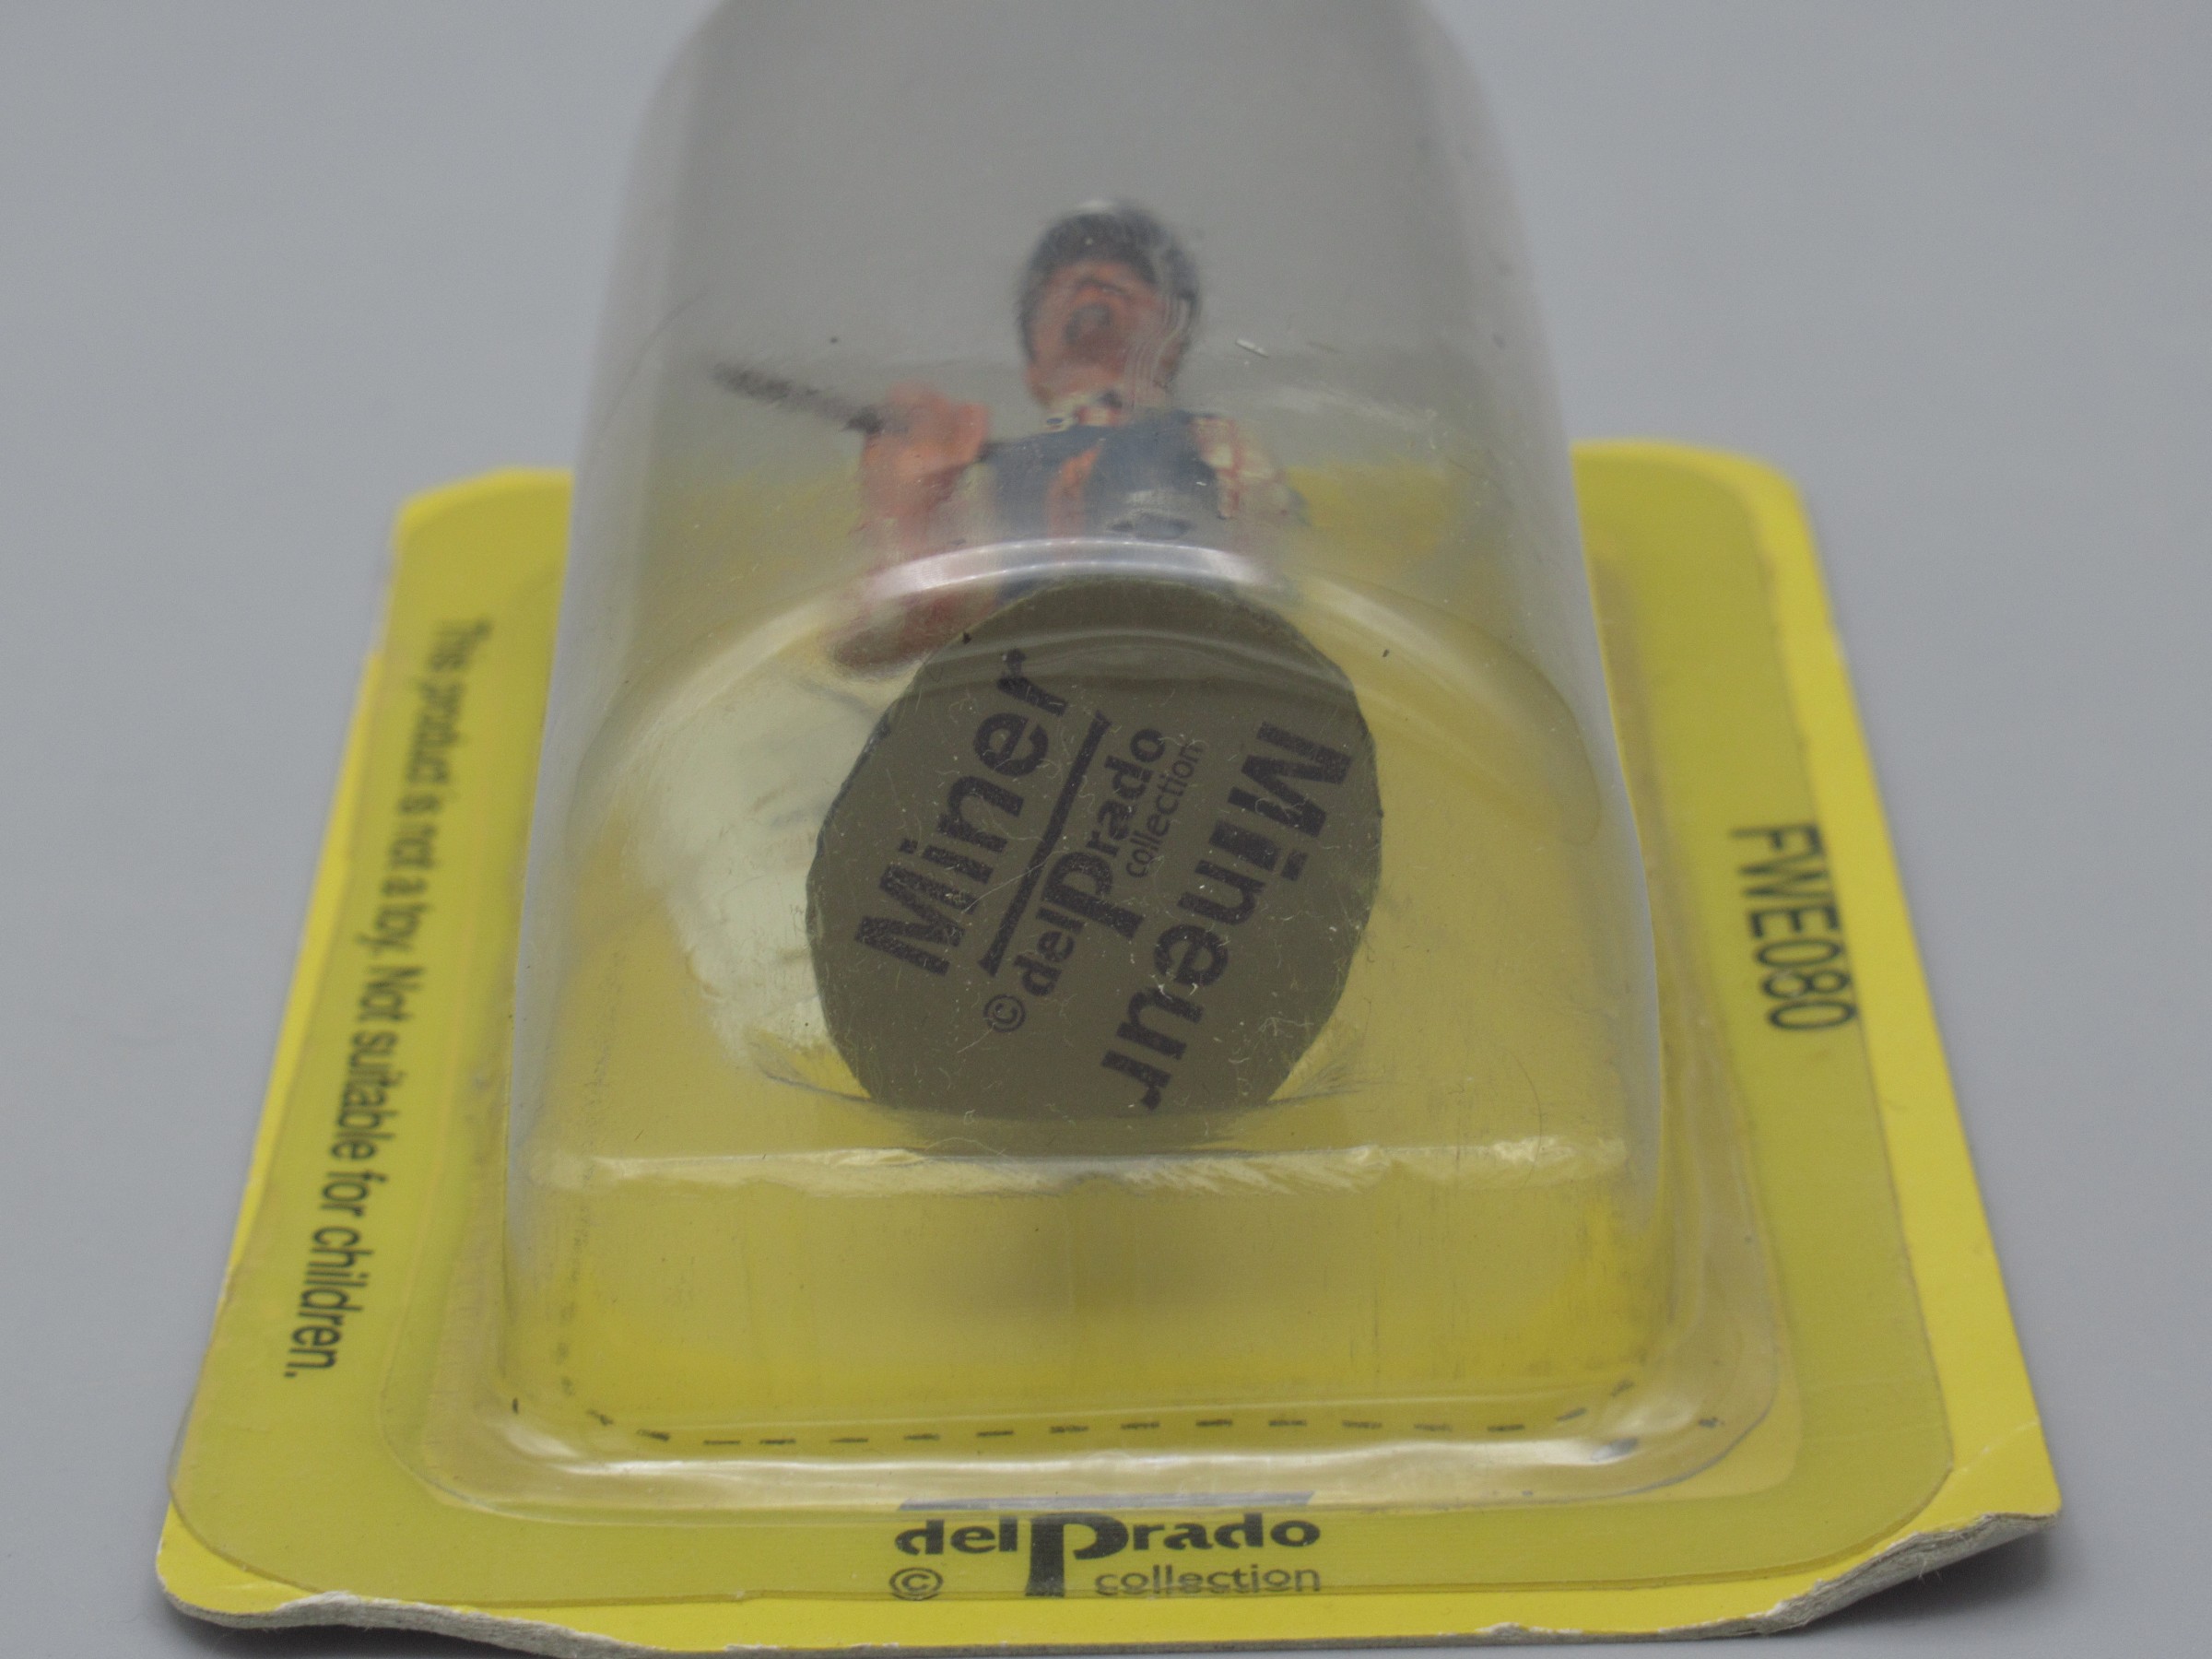 Miner
© delPrado
collection
Mineur
This product is not a toy. Not suitable for children.
FWE080
delPrado
© collection